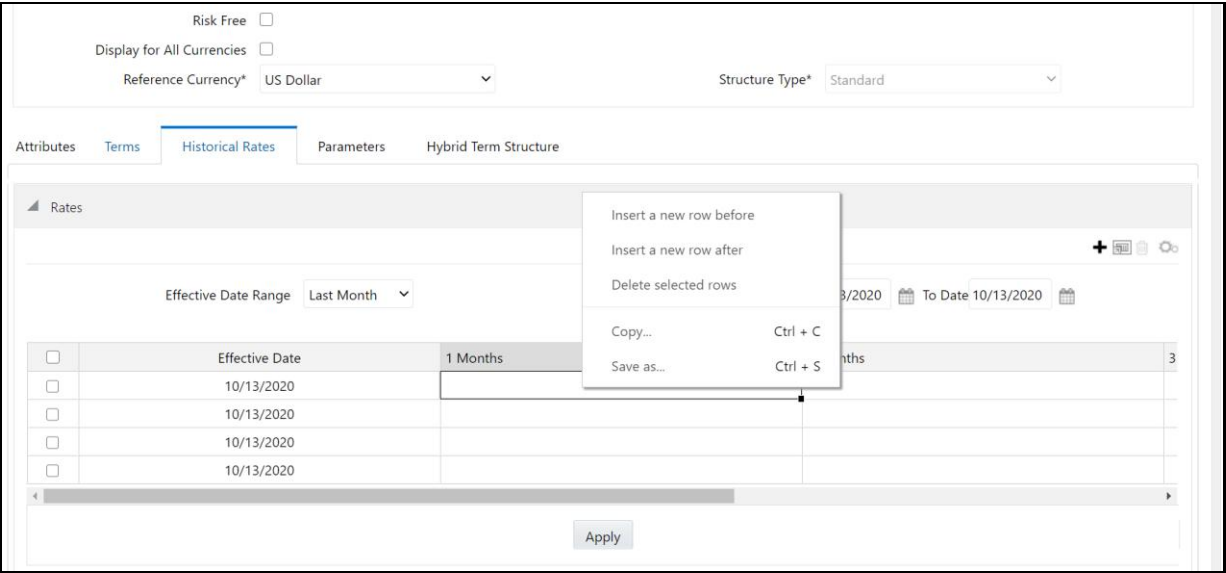 Risk Free
Display for All Currencies
Reference Currency* US Dollar Structure Type* Standard
Attributes Terms Historical Rates Parameters Hybrid Term Structure
Rates
Insert a new row before
Insert a new row after
Delete selected rows
Copy... Ctrl + C
Save as... Ctrl + S
Effective Date Range Last Month 3/2020 To Date 10/13/2020
Effective Date 1 Months nths 3
10/13/2020
10/13/2020
10/13/2020
10/13/2020
Apply